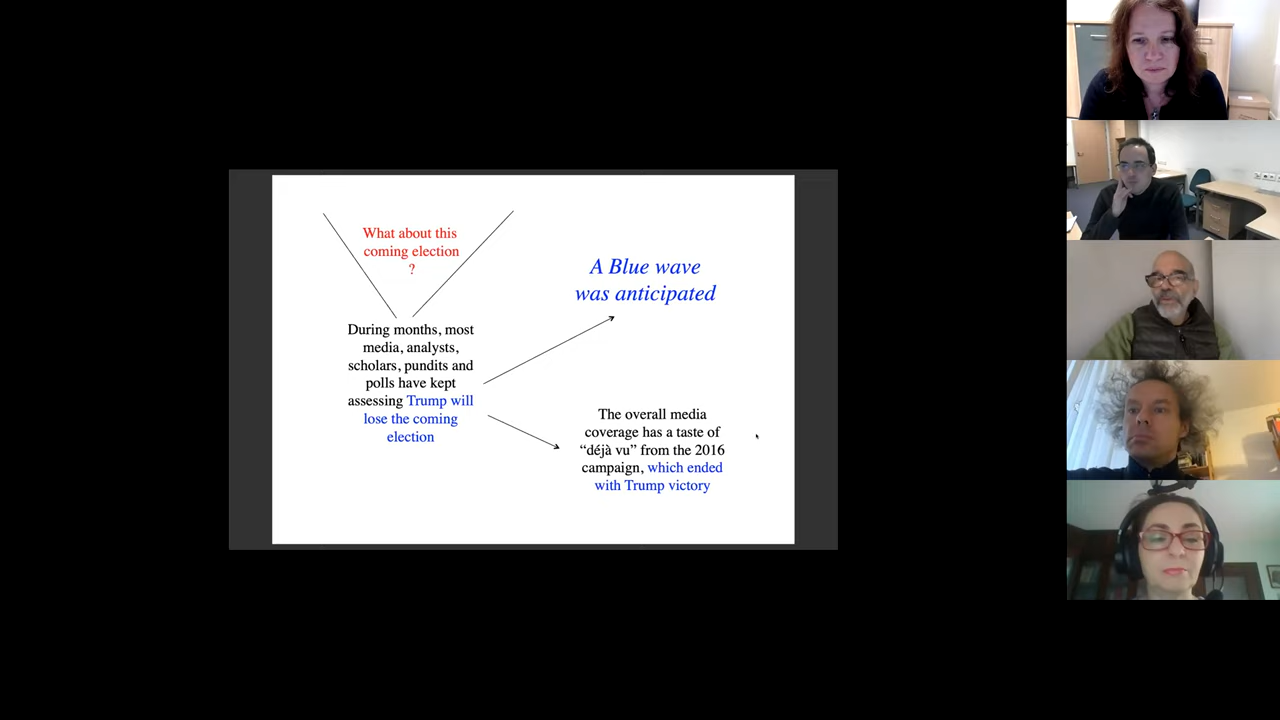 What about this
coming election
?
During months, most
media, analysts,
scholars, pundits and
polls have kept
assessing Trump will
lose the coming
election
A Blue wave
was anticipated
The overall media
coverage has a taste of
“déjà vu” from the 2016
campaign, which ended
with Trump victory